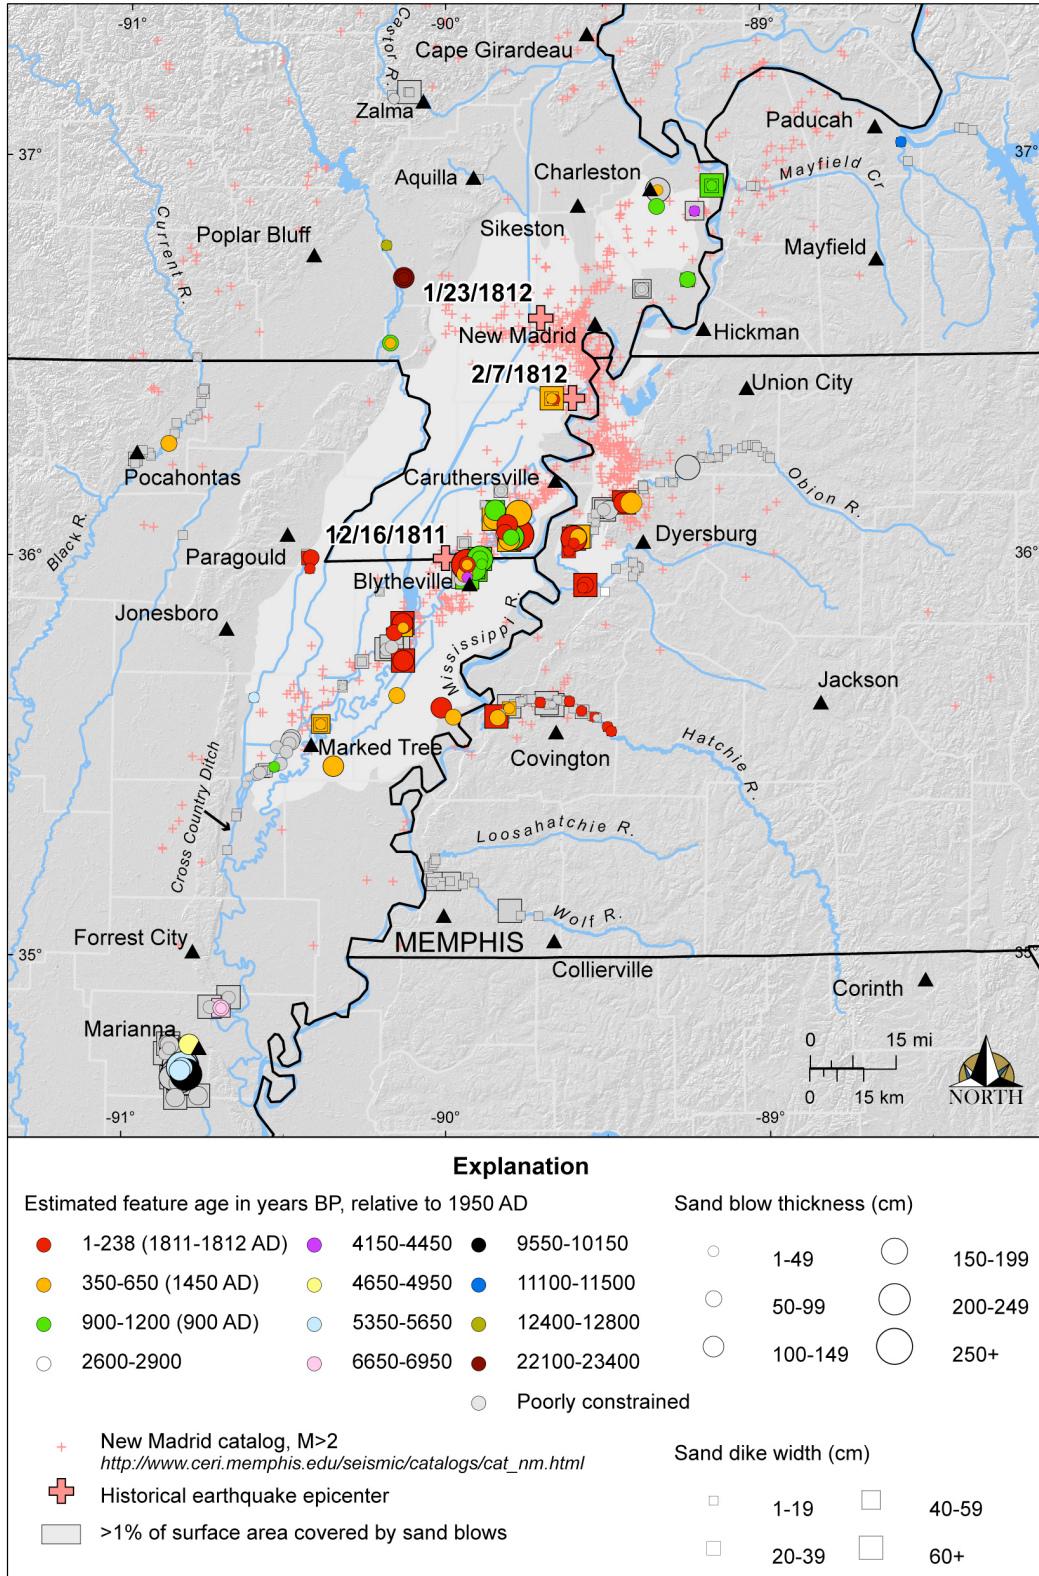 -91°
-90°
-89°
Castor R.
Cape Girardeau
Zalma
Paducah
37°
37°
Mayfield Cr
Aquilla
Charleston
Current R.
Sikeston
Poplar Bluff
Mayfield
1/23/1812
New Madrid
Hickman
2/7/1812
Union City
Pocahontas
Caruthersville
Obion R.
Black R.
12/16/1811
Dyersburg
36°
36°
Paragould
Blytheville
Jonesboro
Mississippi R.
Jackson
Marked Tree
Covington
Hatchie R.
Cross Country Ditch
Loosahatchie R.
Wolf R.
Forrest City
MEMPHIS
35°
35°
Collierville
Corinth
Marianna
0 15 mi
0 15 km
NORTH
-91°
-90°
-89°
Explanation
Estimated feature age in years BP, relative to 1950 AD
1-238 (1811-1812 AD)
350-650 (1450 AD)
900-1200 (900 AD)
2600-2900
4150-4450
4650-4950
5350-5650
6650-6950
9550-10150
11100-11500
12400-12800
22100-23400
Poorly constrained
Sand blow thickness (cm)
1-49
50-99
100-149
150-199
200-249
250+
New Madrid catalog, M>2
http://www.ceri.memphis.edu/seismic/catalogs/cat_nm.html
Historical earthquake epicenter
>1% of surface area covered by sand blows
Sand dike width (cm)
1-19
20-39
40-59
60+